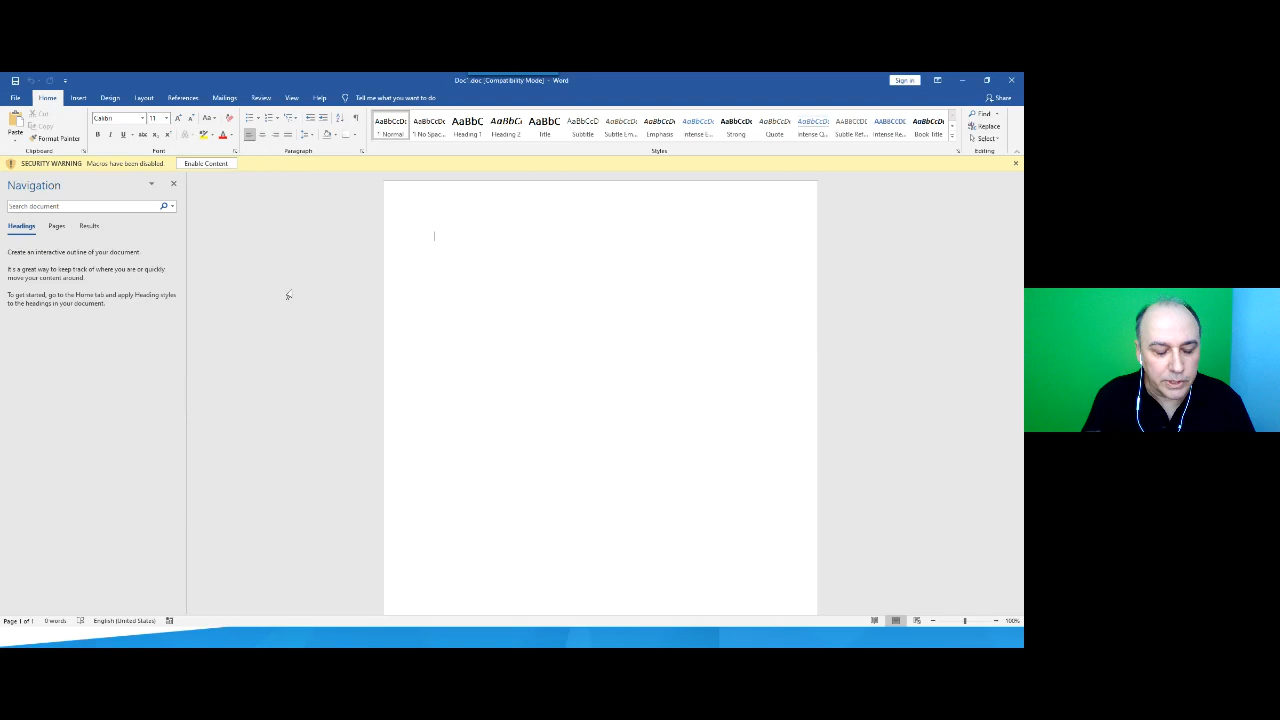 Doc1.doc [Compatibility Mode] - Word
Sign in
File Home Insert Design Layout References Mailings Review View Help Tell me what you want to do Share
Paste
Cut
Copy
Format Painter
Calibri 11
AaBbCcDc AaBbCcDc AaBbC AaBbCc AaBbC AaBbCcD AaBbCcDc AaBbCcDc AaBbCcDc AaBbCcDc AaBbCcDc AaBbCcDc AABBCCDD AABBCCDD AaBbCcDc
¶ Normal ¶ No Spac... Heading 1 Heading 2 Title Subtitle Subtle Em... Emphasis Intense E... Strong Quote Intense Q... Subtle Ref... Intense Re... Book Title
Find
Replace
Select
Clipboard Font Paragraph Styles Editing
SECURITY WARNING Macros have been disabled. Enable Content
Navigation
Search document
Headings Pages Results
Create an interactive outline of your document.
It's a great way to keep track of where you are or quickly
move your content around.
To get started, go to the Home tab and apply Heading styles
to the headings in your document.
Page 1 of 1 0 words English (United States) 100%